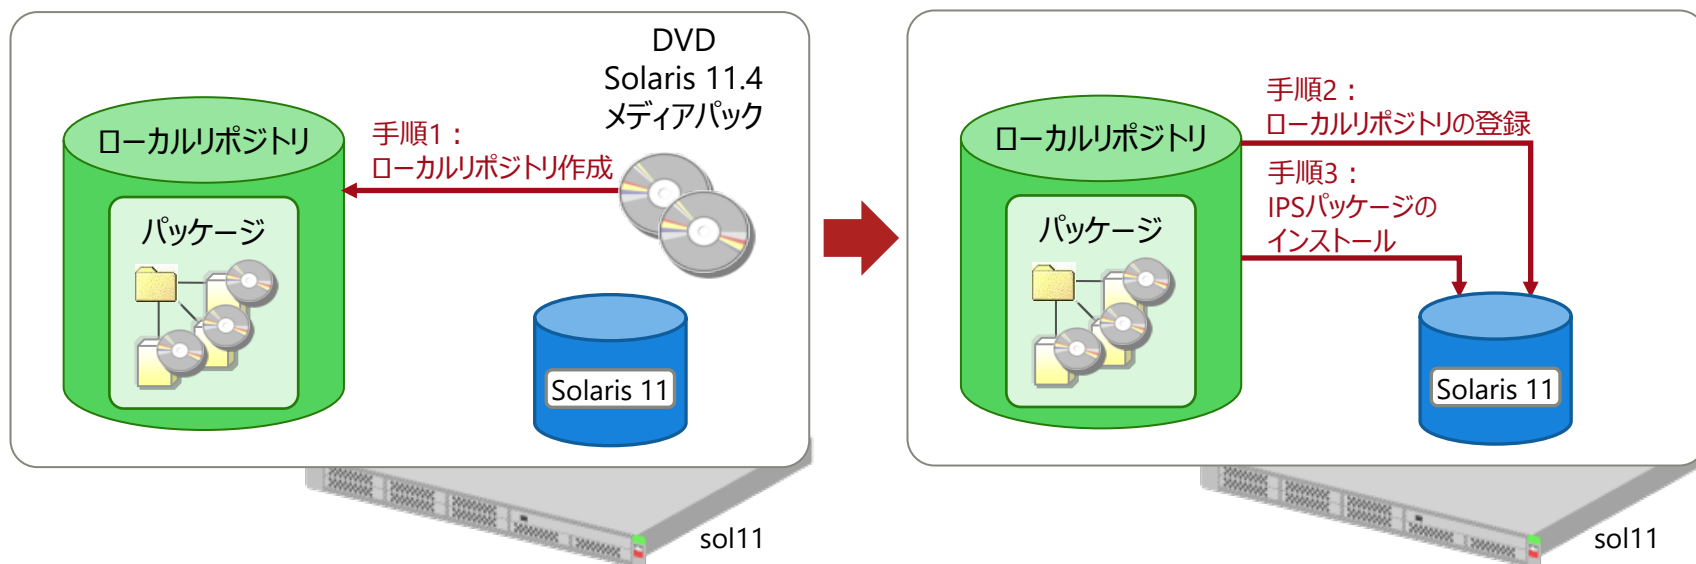 DVD
Solaris 11.4
メディアパック
ローカルリポジトリ
手順1：
ローカルリポジトリ作成
パッケージ
Solaris 11
sol11
ローカルリポジトリ
手順2：
ローカルリポジトリの登録
手順3：
IPSパッケージの
インストール
パッケージ
Solaris 11
sol11